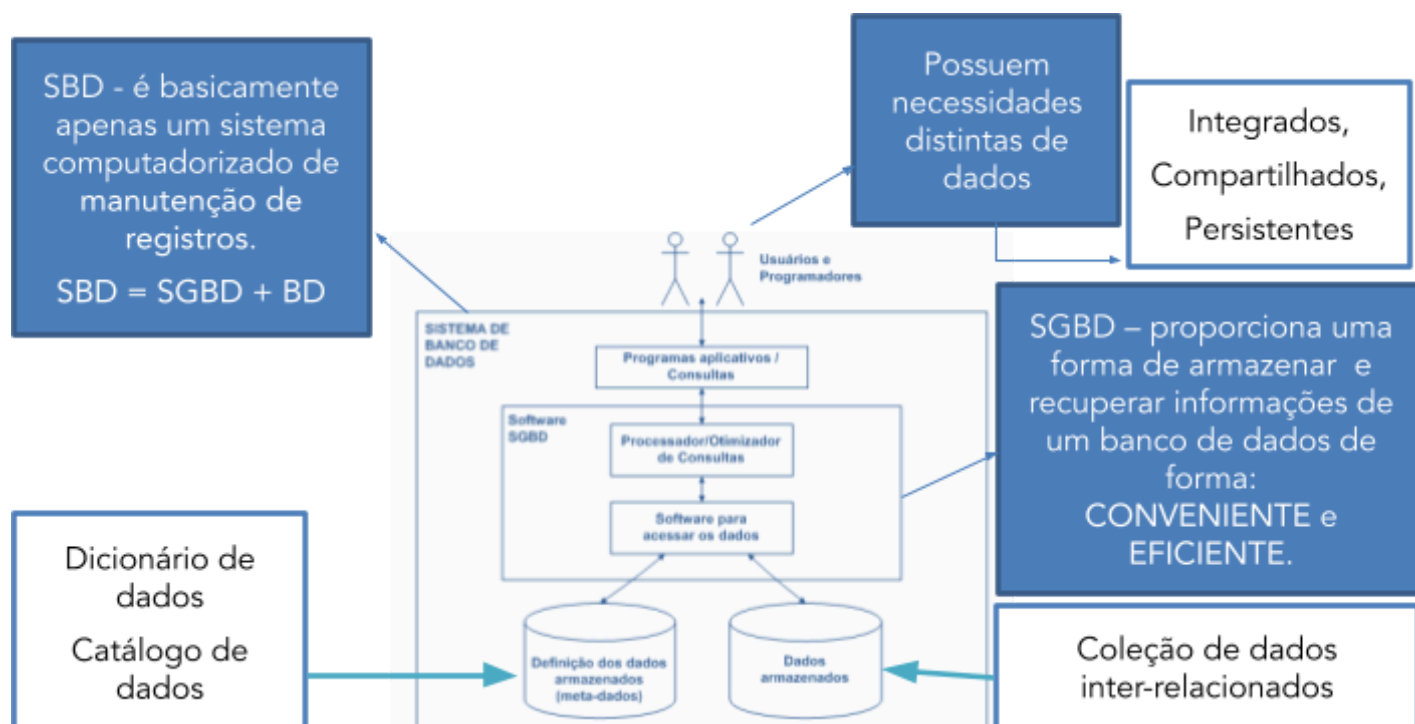 SBD - é basicamente
apenas um sistema
computadorizado de
manutenção de
registros.
SBD = SGBD + BD
Possuem
necessidades
distintas de
dados
Integrados,
Compartilhados,
Persistentes
Usuários e
Programadores
SISTEMA DE
BANCO DE
DADOS
Programas aplicativos /
Consultas
Software
SGBD
Processador/Otimizador
de Consultas
Software para
acessar os dados
SGBD – proporciona uma
forma de armazenar e
recuperar informações de
um banco de dados de
forma:
CONVENIENTE e
EFICIENTE.
Dicionário de
dados
Catálogo de
dados
Definição dos dados
armazenados
(meta-dados)
Dados
armazenados
Coleção de dados
inter-relacionados